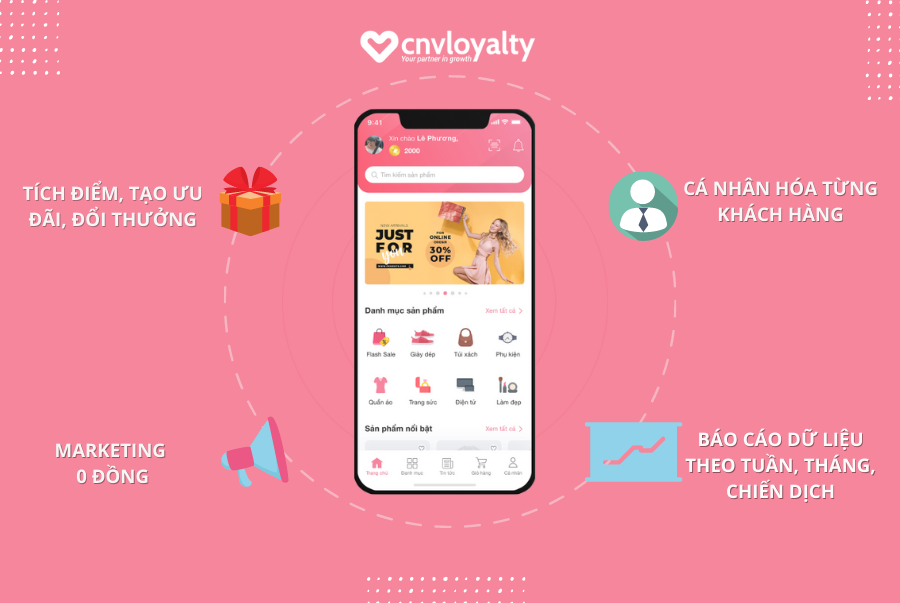 cnvloyalty
Your partner in growth
TÍCH ĐIỂM, TẠO ƯU
ĐÃI, ĐỔI THƯỞNG
CÁ NHÂN HÓA TỪNG
KHÁCH HÀNG
MARKETING
0 ĐỒNG
BÁO CÁO DỮ LIỆU
THEO TUẦN, THÁNG,
CHIẾN DỊCH
9:41
Xin chào Lê Phương,
2000
Tìm kiếm sản phẩm
JUST
FOR
you
FOR
ONLINE
ORDER
30%
OFF
Danh mục sản phẩm
Xem tất cả
Flash Sale
Giày dép
Túi xách
Phụ kiện
Quần áo
Trang sức
Điện tử
Làm đẹp
Sản phẩm nổi bật
Xem tất cả
Trang chủ
Danh mục
Tin tức
Giỏ hàng
Cá nhân